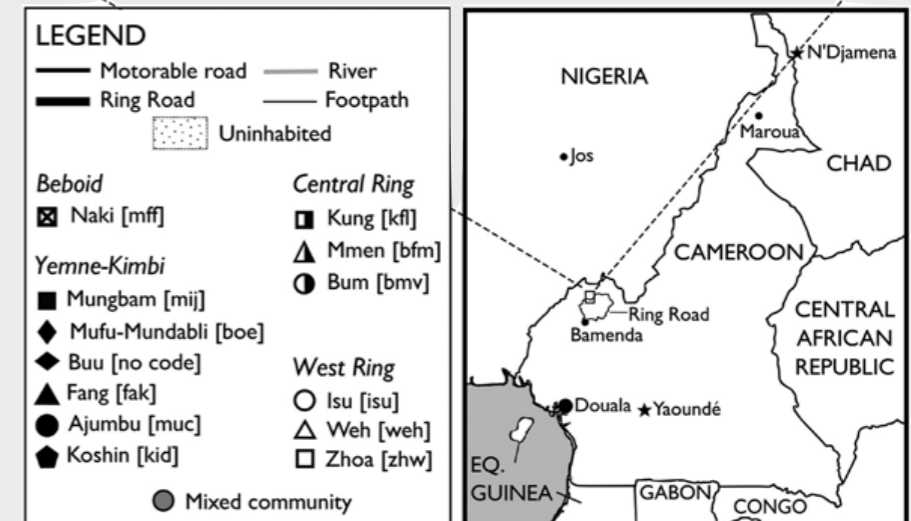 LEGEND
Motorable road
River
Ring Road
Footpath
Uninhabited
Beboid
Naki [mff]
Yemne-Kimbi
Mungbam [mij]
Mufu-Mundabli [boe]
Buu [no code]
Fang [fak]
Ajumbu [muc]
Koshin [kid]
Central Ring
Kung [kfl]
Mmen [bfm]
Bum [bmv]
West Ring
Isu [isu]
Weh [weh]
Zhoa [zhw]
Mixed community
N'Djamena
NIGERIA
Maroua
Jos
CHAD
CAMEROON
Ring Road
Bamenda
CENTRAL
AFRICAN
REPUBLIC
Douala
Yaoundé
EQ.
GUINEA
GABON
CONGO